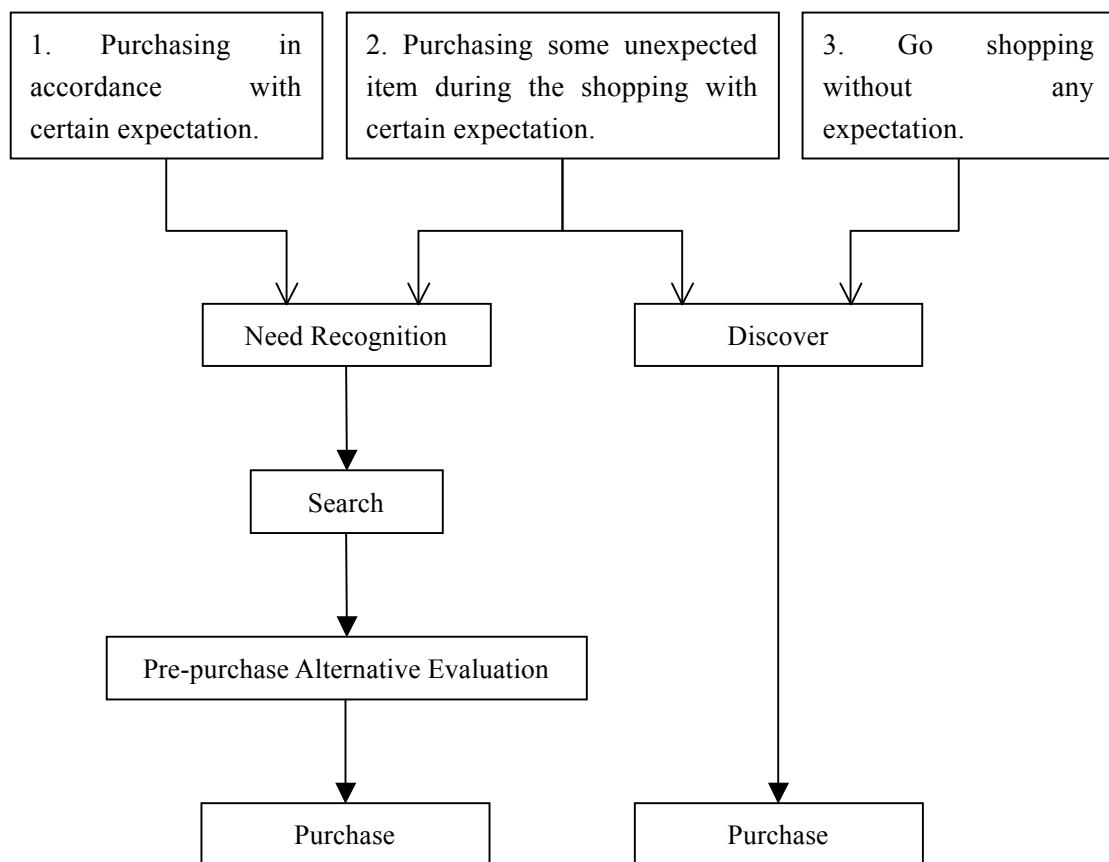 1. Purchasing in
accordance with
certain expectation.
2. Purchasing some unexpected
item during the shopping with
certain expectation.
3. Go shopping
without any
expectation.
Need Recognition
Discover
Search
Pre-purchase Alternative Evaluation
Purchase
Purchase